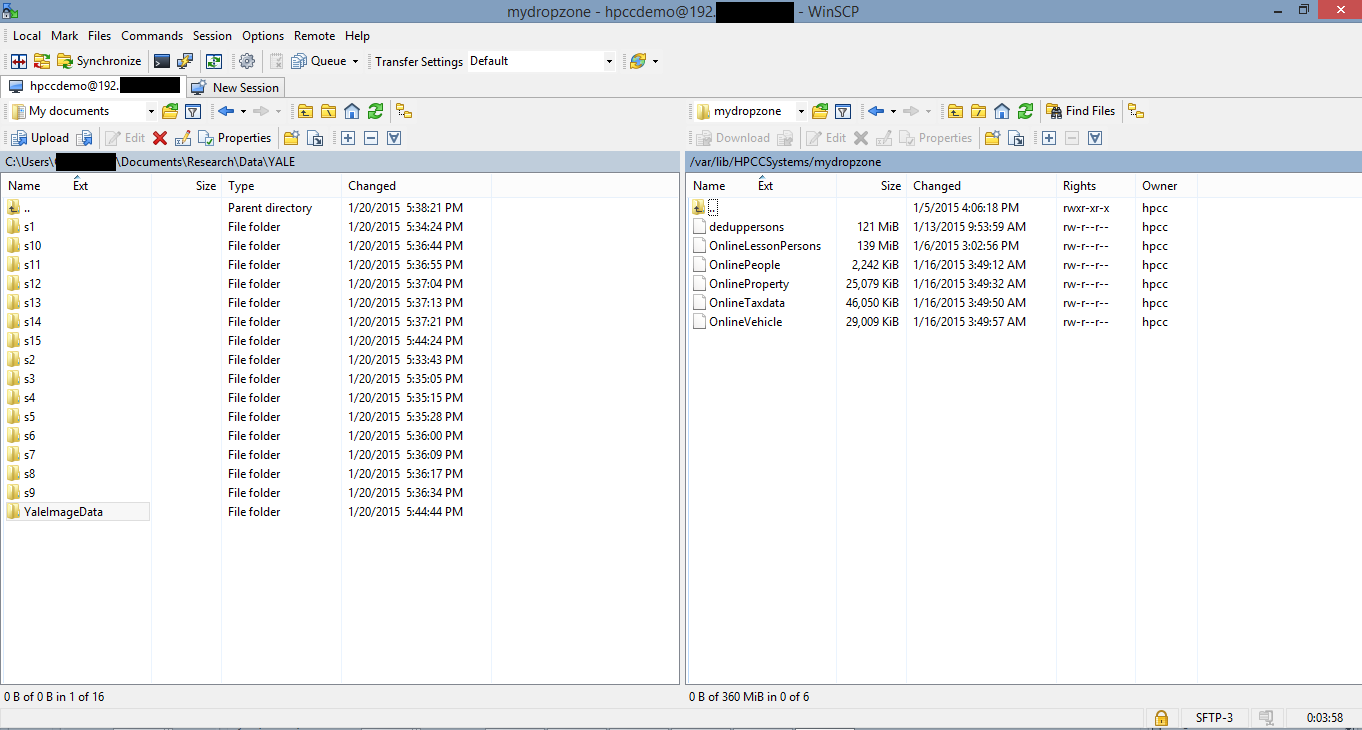 mydropzone - hpccdemo@192. - WinSCP
Local Mark Files Commands Session Options Remote Help
Synchronize Queue Transfer Settings Default
hpccdemo@192. New Session
My documents mydropzone Find Files
Upload Edit Properties Download Edit Properties
C:\Users\ \Documents\Research\Data\YALE /var/lib/HPCCSystems/mydropzone
Name Ext Size Type Changed Name Ext Size Changed Rights Owner
.. Parent directory 1/20/2015 5:38:21 PM .. 1/5/2015 4:06:18 PM rwxr-xr-x hpcc
s1 File folder 1/20/2015 5:34:24 PM deduppersons 121 MiB 1/13/2015 9:53:59 AM rw-r--r-- hpcc
s10 File folder 1/20/2015 5:36:44 PM OnlineLessonPersons 139 MiB 1/6/2015 3:02:56 PM rw-r--r-- hpcc
s11 File folder 1/20/2015 5:36:55 PM OnlinePeople 2,242 KiB 1/16/2015 3:49:12 AM rw-r--r-- hpcc
s12 File folder 1/20/2015 5:37:04 PM OnlineProperty 25,079 KiB 1/16/2015 3:49:32 AM rw-r--r-- hpcc
s13 File folder 1/20/2015 5:37:13 PM OnlineTaxdata 46,050 KiB 1/16/2015 3:49:50 AM rw-r--r-- hpcc
s14 File folder 1/20/2015 5:37:21 PM OnlineVehicle 29,009 KiB 1/16/2015 3:49:57 AM rw-r--r-- hpcc
s15 File folder 1/20/2015 5:44:24 PM
s2 File folder 1/20/2015 5:33:43 PM
s3 File folder 1/20/2015 5:35:05 PM
s4 File folder 1/20/2015 5:35:15 PM
s5 File folder 1/20/2015 5:35:28 PM
s6 File folder 1/20/2015 5:36:00 PM
s7 File folder 1/20/2015 5:36:09 PM
s8 File folder 1/20/2015 5:36:17 PM
s9 File folder 1/20/2015 5:36:34 PM
YaleImageData File folder 1/20/2015 5:44:44 PM
0 B of 0 B in 1 of 16 0 B of 360 MiB in 0 of 6
SFTP-3 0:03:58